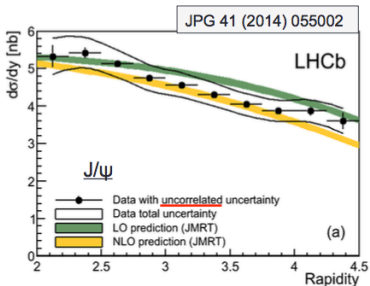 JPG 41 (2014) 055002
dσ/dy [nb]
LHCb
6
5
4
3
2
1
0
J/ψ
Data with uncorrelated uncertainty
Data total uncertainty
LO prediction (JMRT)
NLO prediction (JMRT)
(a)
2 2.5 3 3.5 4 4.5
Rapidity